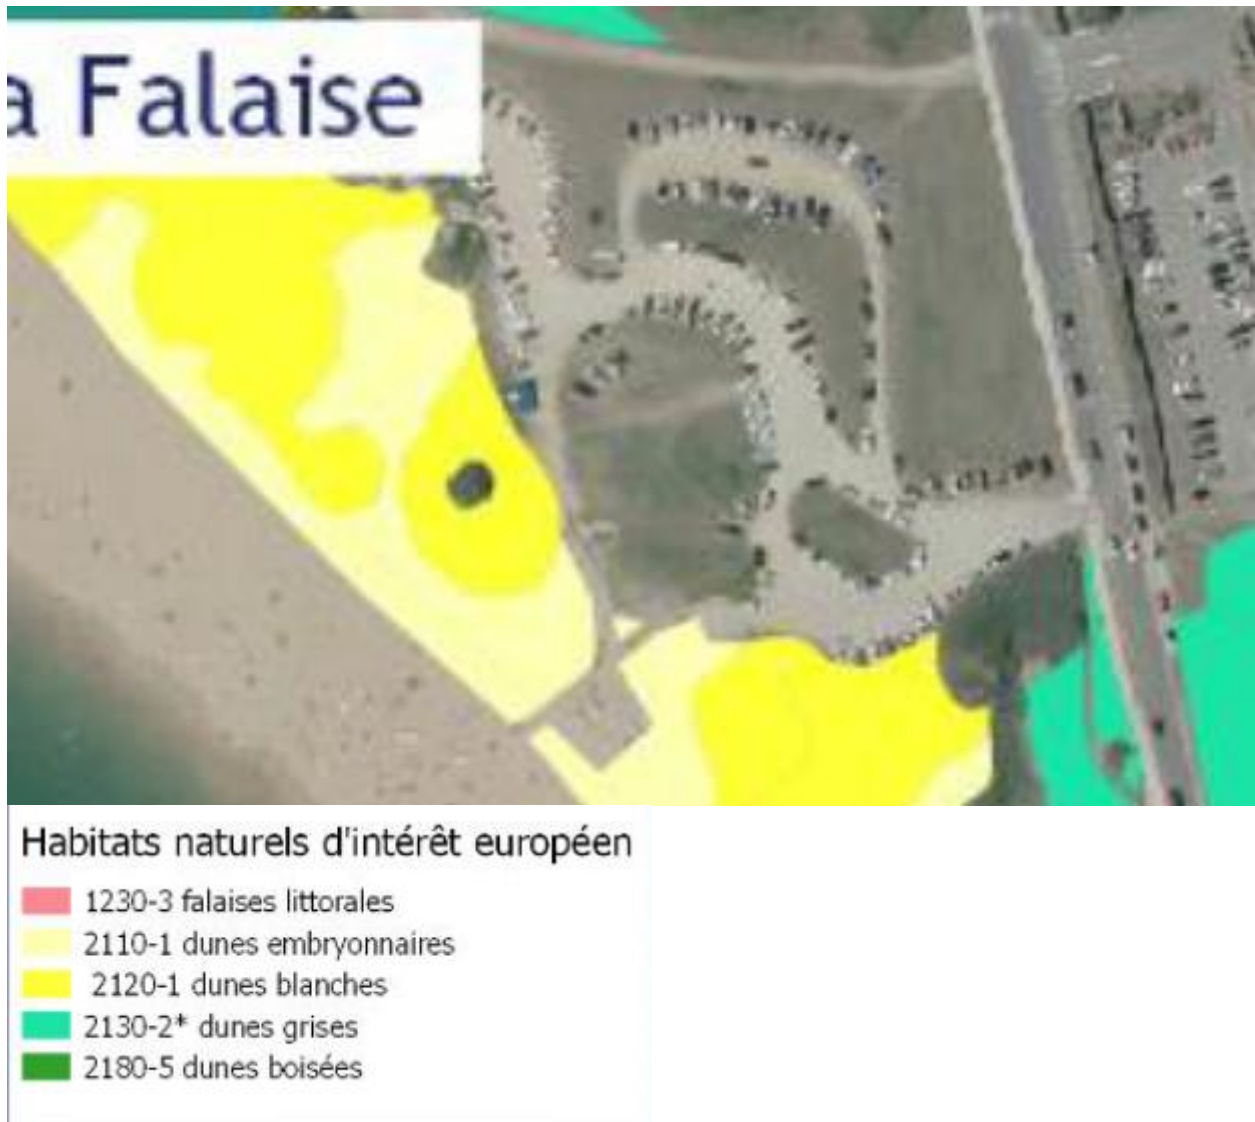 a Falaise
Habitats naturels d'intérêt européen
1230-3 falaises littorales
2110-1 dunes embryonnaires
2120-1 dunes blanches
2130-2* dunes grises
2180-5 dunes boisées